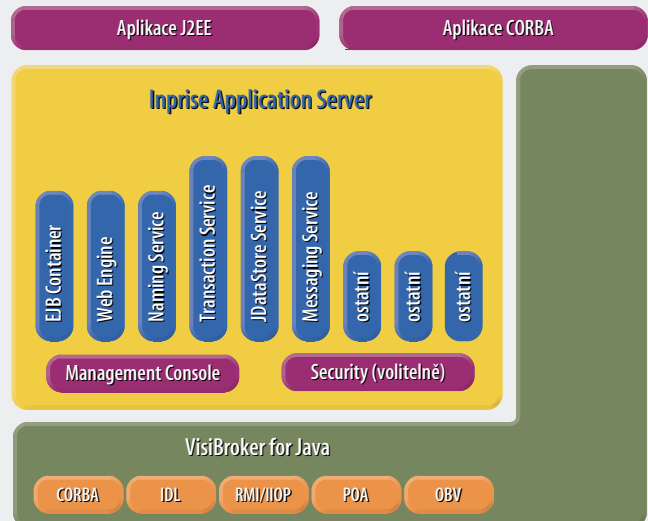 Aplikace J2EE
Aplikace CORBA
Inprise Application Server
EJB Container
Web Engine
Naming Service
Transaction Service
JDataStore Service
Messaging Service
ostatní
ostatní
ostatní
Management Console
Security (volitelně)
VisiBroker for Java
CORBA
IDL
RMI/IIOP
POA
OBV